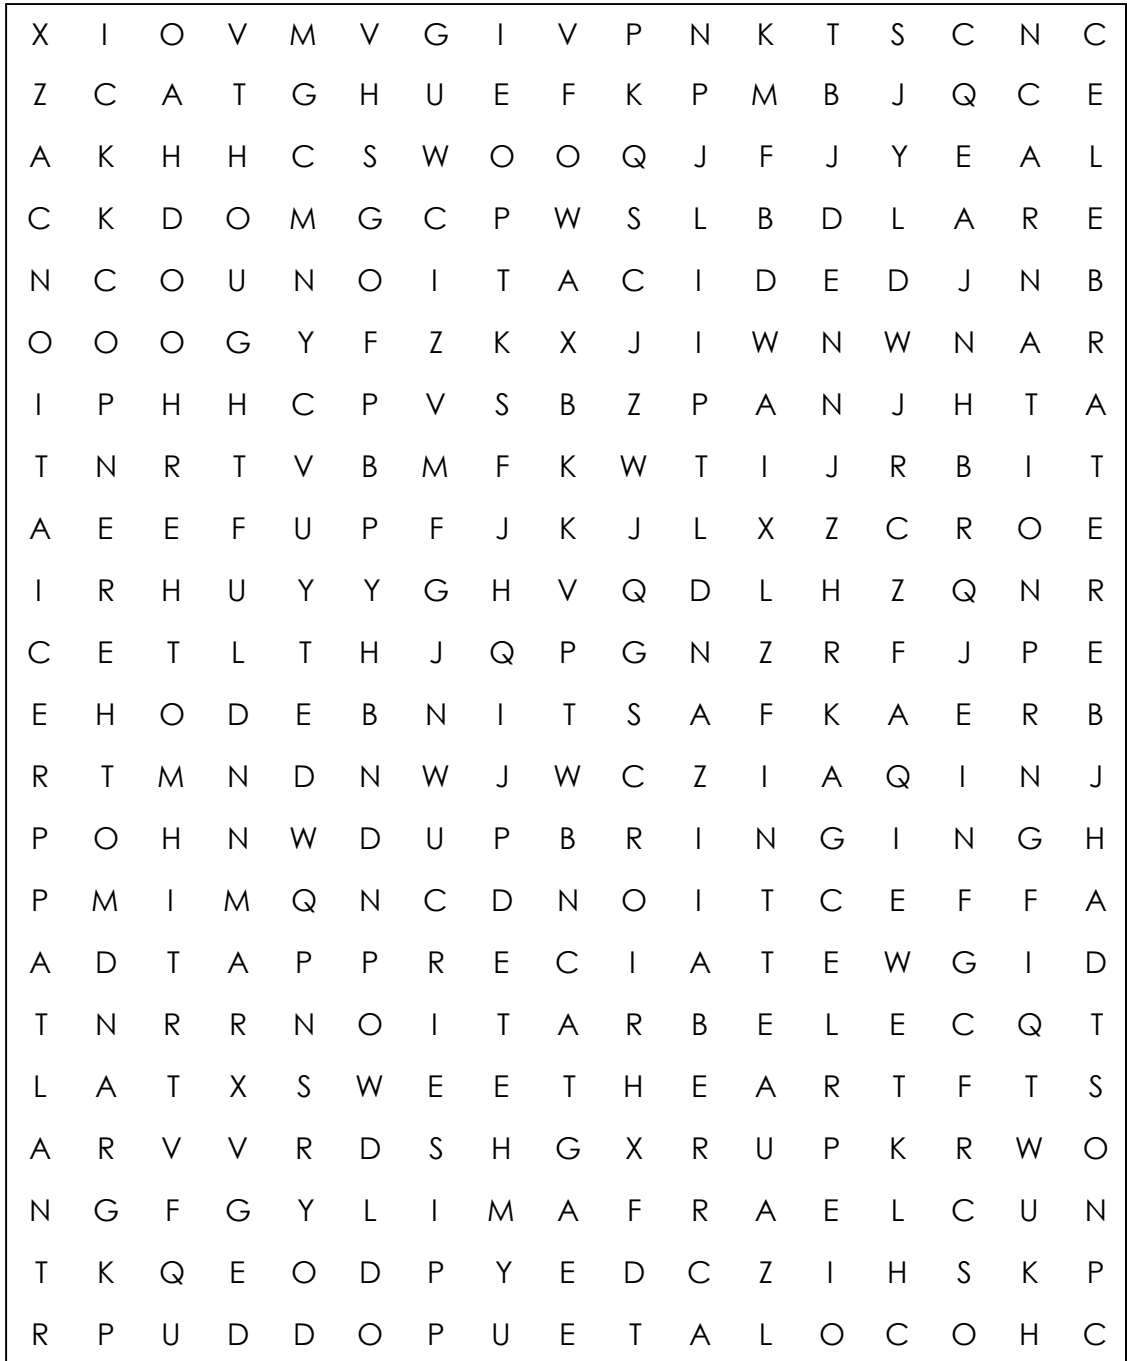 X I O V M V G I V P N K T S C N C
Z C A T G H U E F K P M B J Q C E
A K H H C S W O O Q J F J Y E A L
C K D O M G C P W S L B D L A R E
N C O U N O I T A C I D E D J N B
O O O G Y F Z K X J I W N W N A R
I P H H C P V S B Z P A N J H T A
T N R T V B M F K W T I J R B I T
A E E F U P F J K J L X Z C R O E
I R H U Y Y G H V Q D L H Z Q N R
C E T L T H J Q P G N Z R F J P E
E H O D E B N I T S A F K A E R B
R T M N D N W J W C Z I A Q I N J
P O H N W D U P B R I N G I N G H
P M I M Q N C D N O I T C E F F A
A D T A P P R E C I A T E W G I D
T N R R N O I T A R B E L E C Q T
L A T X S W E E T H E A R T F T S
A R V V R D S H G X R U P K R W O
N G F G Y L I M A F R A E L C U N
T K Q E O D P Y E D C Z I H S K P
R P U D D O P U E T A L O C O H C